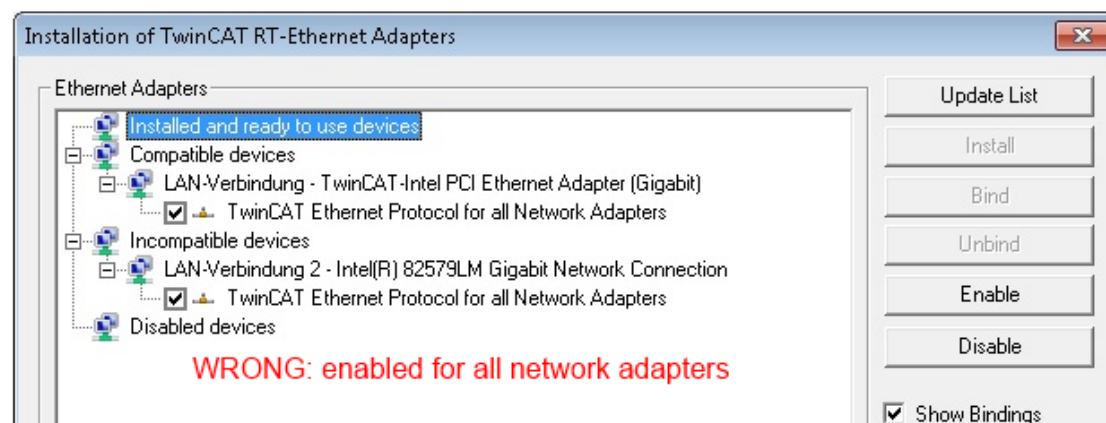 Installation of TwinCAT RT-Ethernet Adapters
Ethernet Adapters
Installed and ready to use devices
Compatible devices
LAN-Verbindung - TwinCAT-Intel PCI Ethernet Adapter (Gigabit)
TwinCAT Ethernet Protocol for all Network Adapters
Incompatible devices
LAN-Verbindung 2 - Intel(R) 82579LM Gigabit Network Connection
TwinCAT Ethernet Protocol for all Network Adapters
Disabled devices
WRONG: enabled for all network adapters
Update List
Install
Bind
Unbind
Enable
Disable
Show Bindings